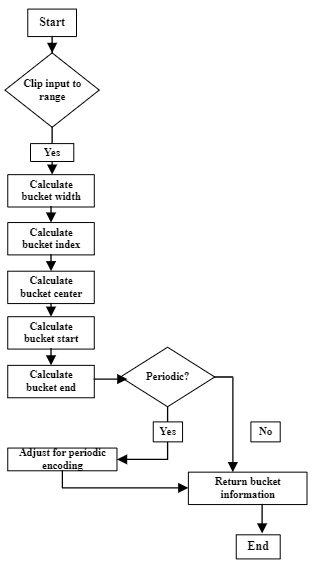 Start
Clip input to
range
Yes
Calculate
bucket width
Calculate
bucket index
Calculate
bucket center
Calculate
bucket start
Calculate
bucket end
Periodic?
Yes
No
Adjust for periodic
encoding
Return bucket
information
End